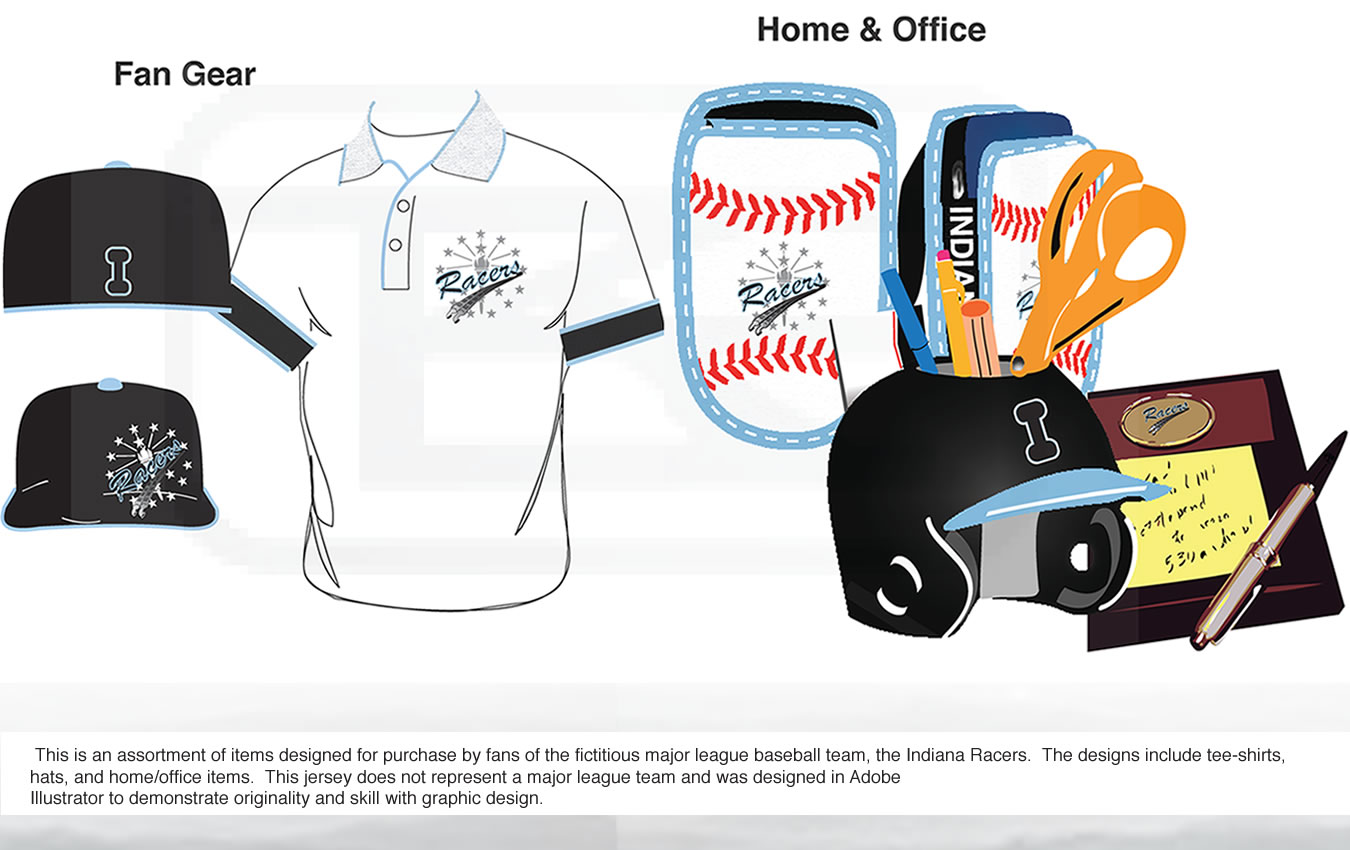 Home & Office
Fan Gear
I
Racers
Racers
INDIA
I
Racers
Racers
This is an assortment of items designed for purchase by fans of the fictitious major league baseball team, the Indiana Racers.  The designs include tee-shirts,
hats, and home/office items.  This jersey does not represent a major league team and was designed in Adobe
Illustrator to demonstrate originality and skill with graphic design.